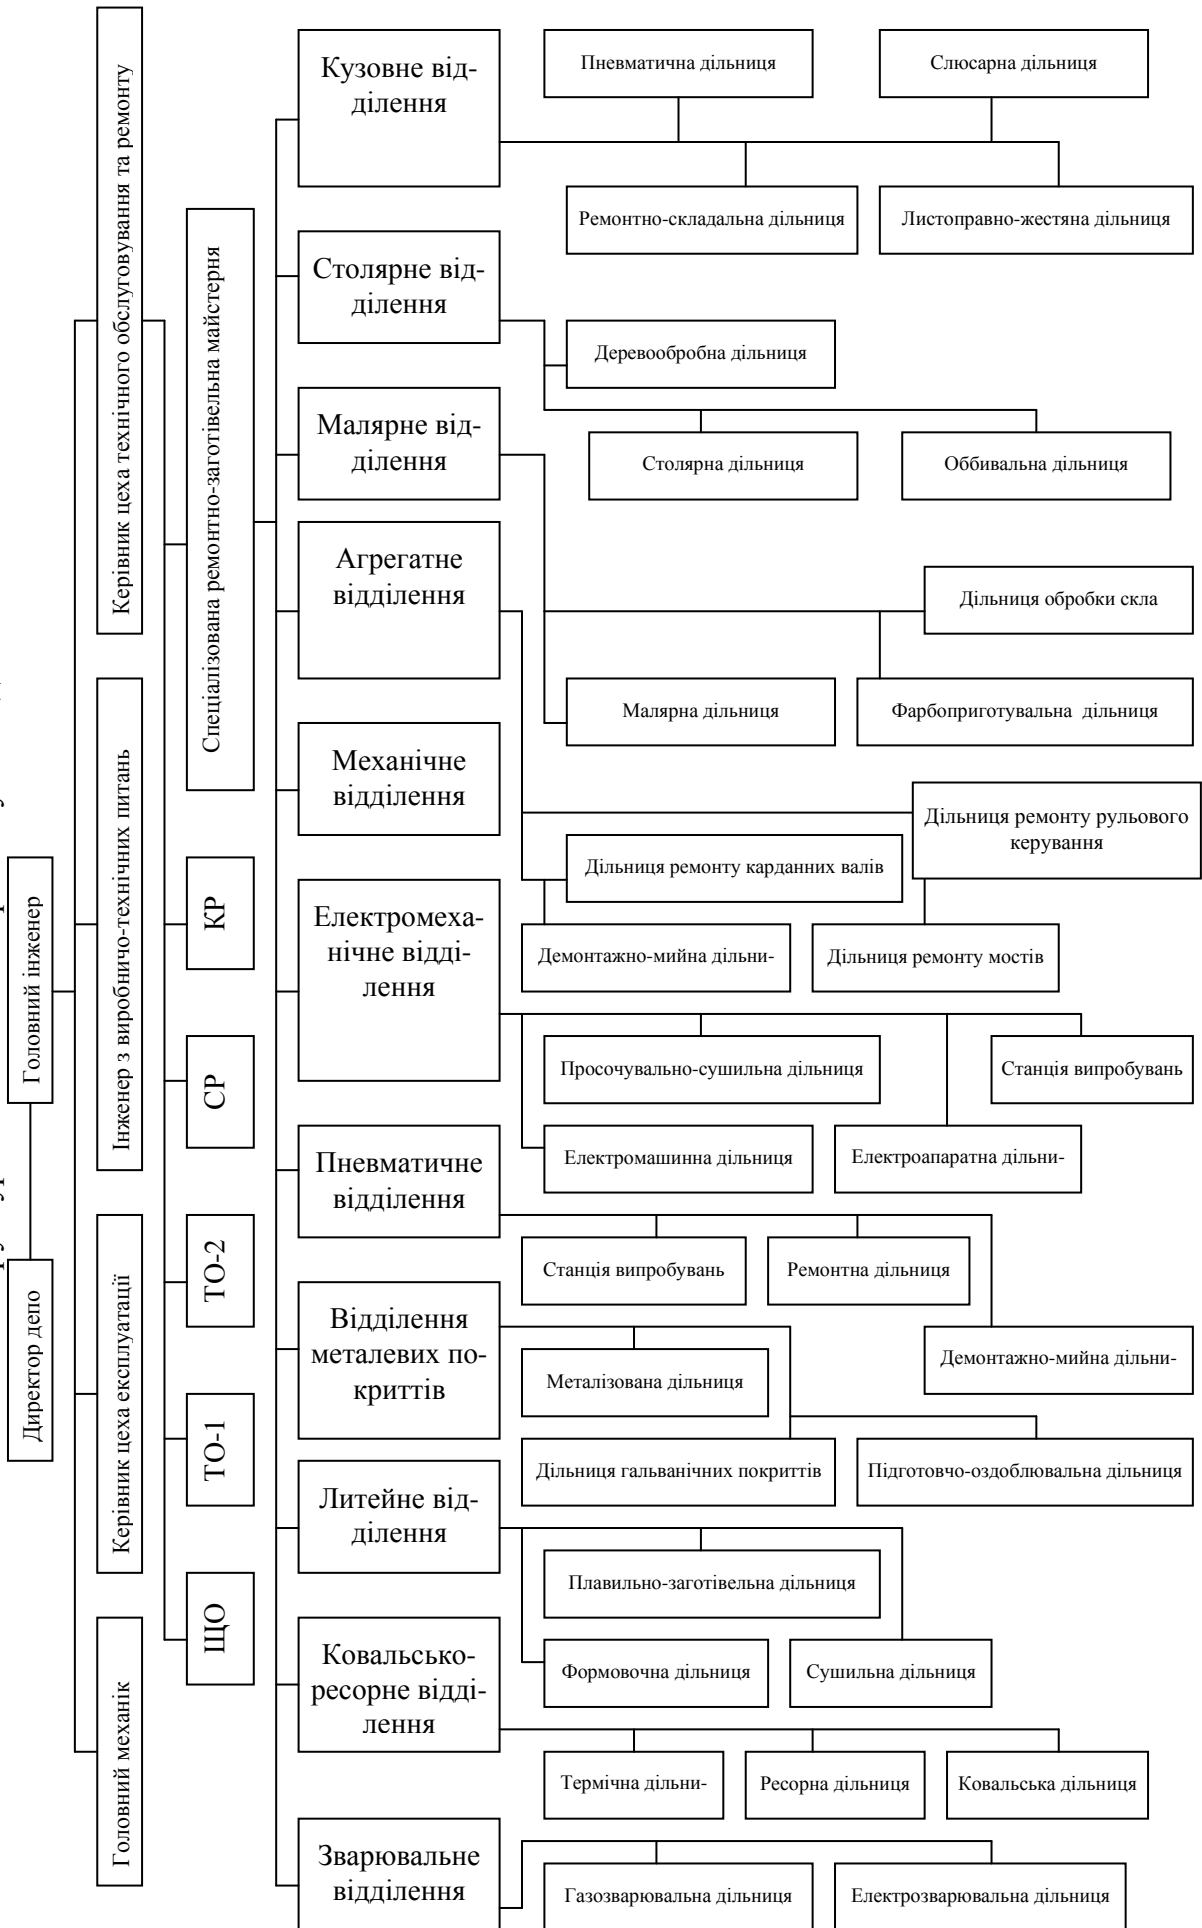 Директор депо
Головний інженер
Головний механік
Керівник цеха експлуатації
Інженер з виробничо-технічних питань
Керівник цеха технічного обслуговування та ремонту
ЩО
ТО-1
ТО-2
СР
КР
Спеціалізована ремонтно-заготівельна майстерня
Кузовне від-
ділення
Пневматична дільниця
Слюсарна дільниця
Ремонтно-складальна дільниця
Листоправно-жестяна дільниця
Столярне від-
ділення
Деревообробна дільниця
Столярна дільниця
Оббивальна дільниця
Малярне від-
ділення
Дільниця обробки скла
Малярна дільниця
Фарбоприготувальна дільниця
Агрегатне
відділення
Дільниця ремонту рульового
керування
Дільниця ремонту карданних валів
Демонтажно-мийна дільни-
Дільниця ремонту мостів
Механічне
відділення
Електромеха-
нічне відді-
лення
Просочувально-сушильна дільниця
Станція випробувань
Електромашинна дільниця
Електроапаратна дільни-
Пневматичне
відділення
Станція випробувань
Ремонтна дільниця
Демонтажно-мийна дільни-
Відділення
металевих по-
криттів
Металізована дільниця
Дільниця гальванічних покриттів
Підготовчо-оздоблювальна дільниця
Литейне від-
ділення
Плавильно-заготівельна дільниця
Формовочна дільниця
Сушильна дільниця
Ковальсько-
ресорне відді-
лення
Термічна дільни-
Ресорна дільниця
Ковальська дільниця
Зварювальне
відділення
Газозварювальна дільниця
Електрозварювальна дільниця